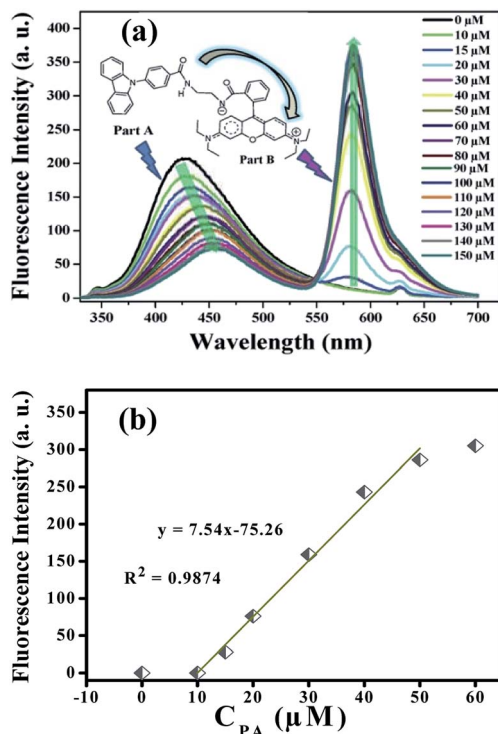 (a)
Fluorescence Intensity (a. u.)
400
350
300
250
200
150
100
50
0
350
400
450
500
550
600
650
700
Wavelength (nm)
O
N
N
H
O
N
Part A
Part B
N
O
N
0 µM
10 µM
15 µM
20 µM
30 µM
40 µM
50 µM
60 µM
70 µM
80 µM
90 µM
100 µM
110 µM
120 µM
130 µM
140 µM
150 µM
(b)
Fluorescence Intensity (a. u.)
350
300
250
200
150
100
50
0
y = 7.54x-75.26
R² = 0.9874
-10
0
10
20
30
40
50
60
C PA (µM)